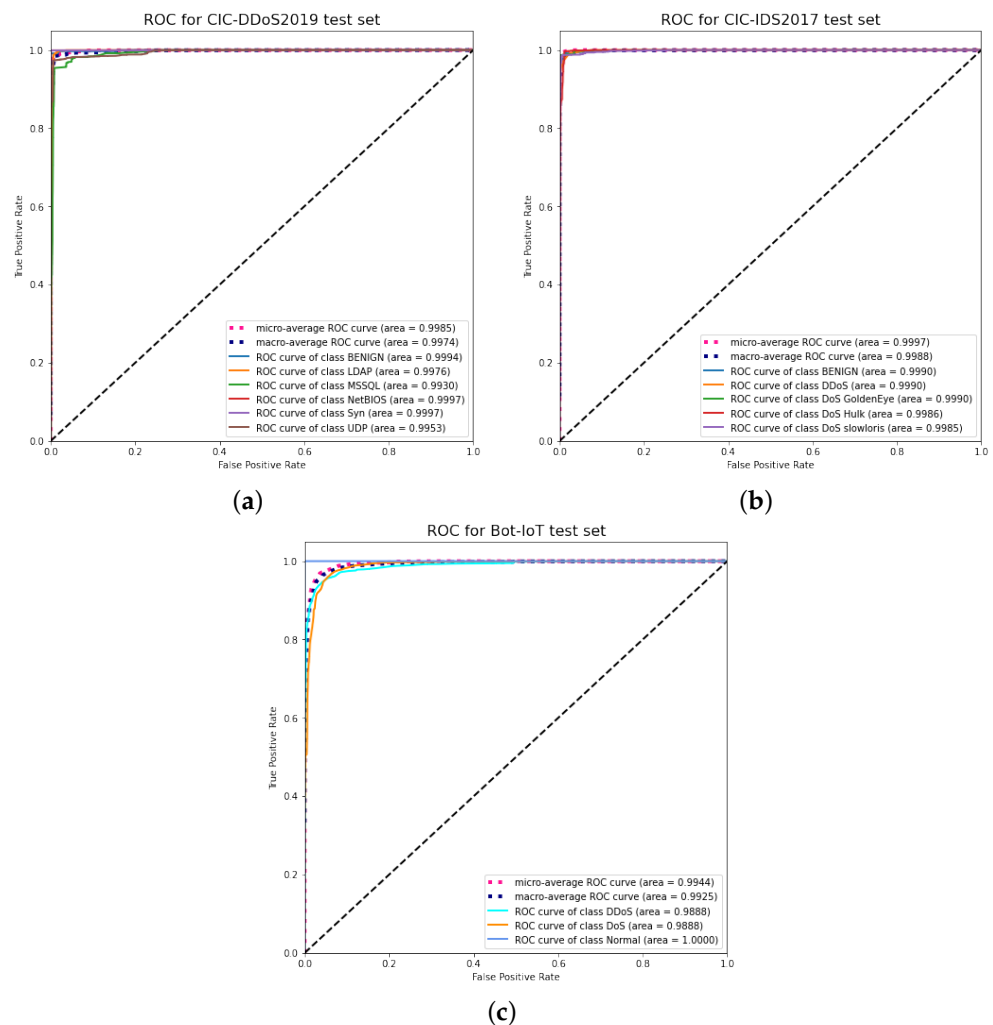 ROC for CIC-DDoS2019 test set
1.0
0.8
0.6
0.4
0.2
0.0
True Positive Rate
micro-average ROC curve (area = 0.9985)
macro-average ROC curve (area = 0.9974)
ROC curve of class BENIGN (area = 0.9994)
ROC curve of class LDAP (area = 0.9976)
ROC curve of class MSSQL (area = 0.9930)
ROC curve of class NetBIOS (area = 0.9997)
ROC curve of class Syn (area = 0.9997)
ROC curve of class UDP (area = 0.9953)
0.0 0.2 0.4 0.6 0.8 1.0
False Positive Rate
(a)
ROC for CIC-IDS2017 test set
1.0
0.8
0.6
0.4
0.2
0.0
True Positive Rate
micro-average ROC curve (area = 0.9997)
macro-average ROC curve (area = 0.9988)
ROC curve of class BENIGN (area = 0.9990)
ROC curve of class DDoS (area = 0.9990)
ROC curve of class DoS GoldenEye (area = 0.9990)
ROC curve of class DoS Hulk (area = 0.9986)
ROC curve of class DoS slowloris (area = 0.9985)
0.0 0.2 0.4 0.6 0.8 1.0
False Positive Rate
(b)
ROC for Bot-IoT test set
1.0
0.8
0.6
0.4
0.2
0.0
True Positive Rate
micro-average ROC curve (area = 0.9944)
macro-average ROC curve (area = 0.9925)
ROC curve of class DDoS (area = 0.9888)
ROC curve of class DoS (area = 0.9888)
ROC curve of class Normal (area = 1.0000)
0.0 0.2 0.4 0.6 0.8 1.0
False Positive Rate
(c)